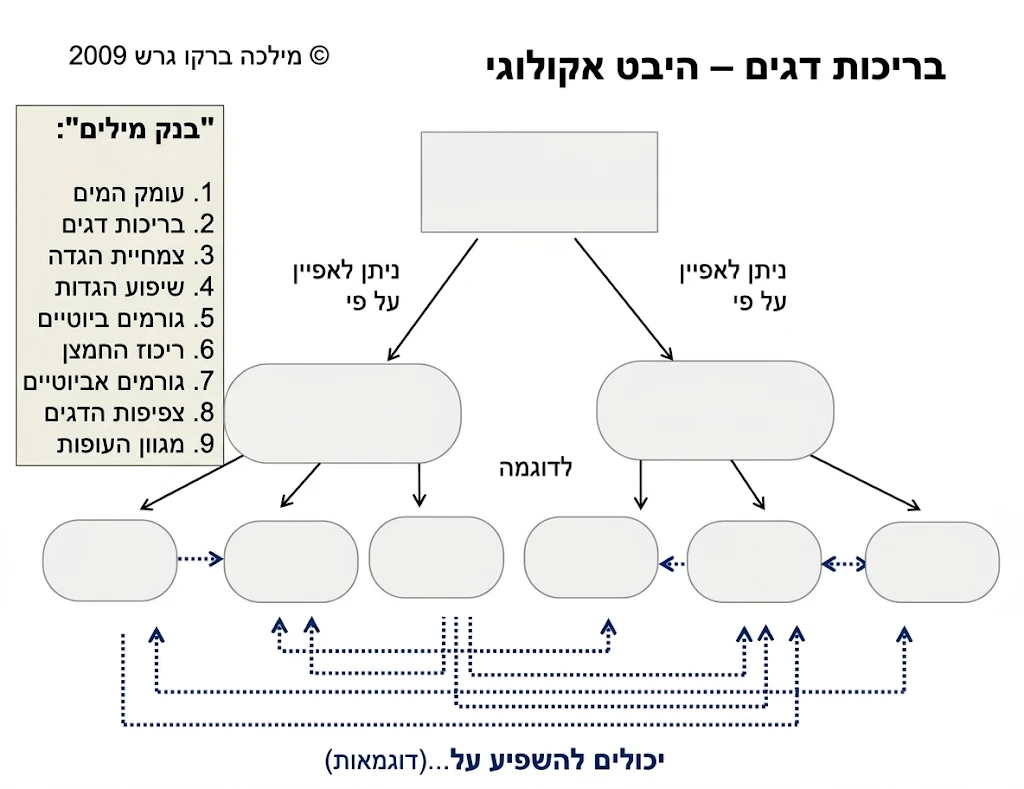 בריכות דגים – היבט אקולוגי
© מילכה ברקו גרש 2009
"בנק מילים":
1. עומק המים
2. בריכות דגים
3. צמחיית הגדה
4. שיפוע הגדות
5. גורמים ביוטיים
6. ריכוז החמצן
7. גורמים אביוטיים
8. צפיפות הדגים
9. מגוון העופות
ניתן לאפיין
על פי
ניתן לאפיין
על פי
לדוגמה
יכולים להשפיע על...(דוגמאות)